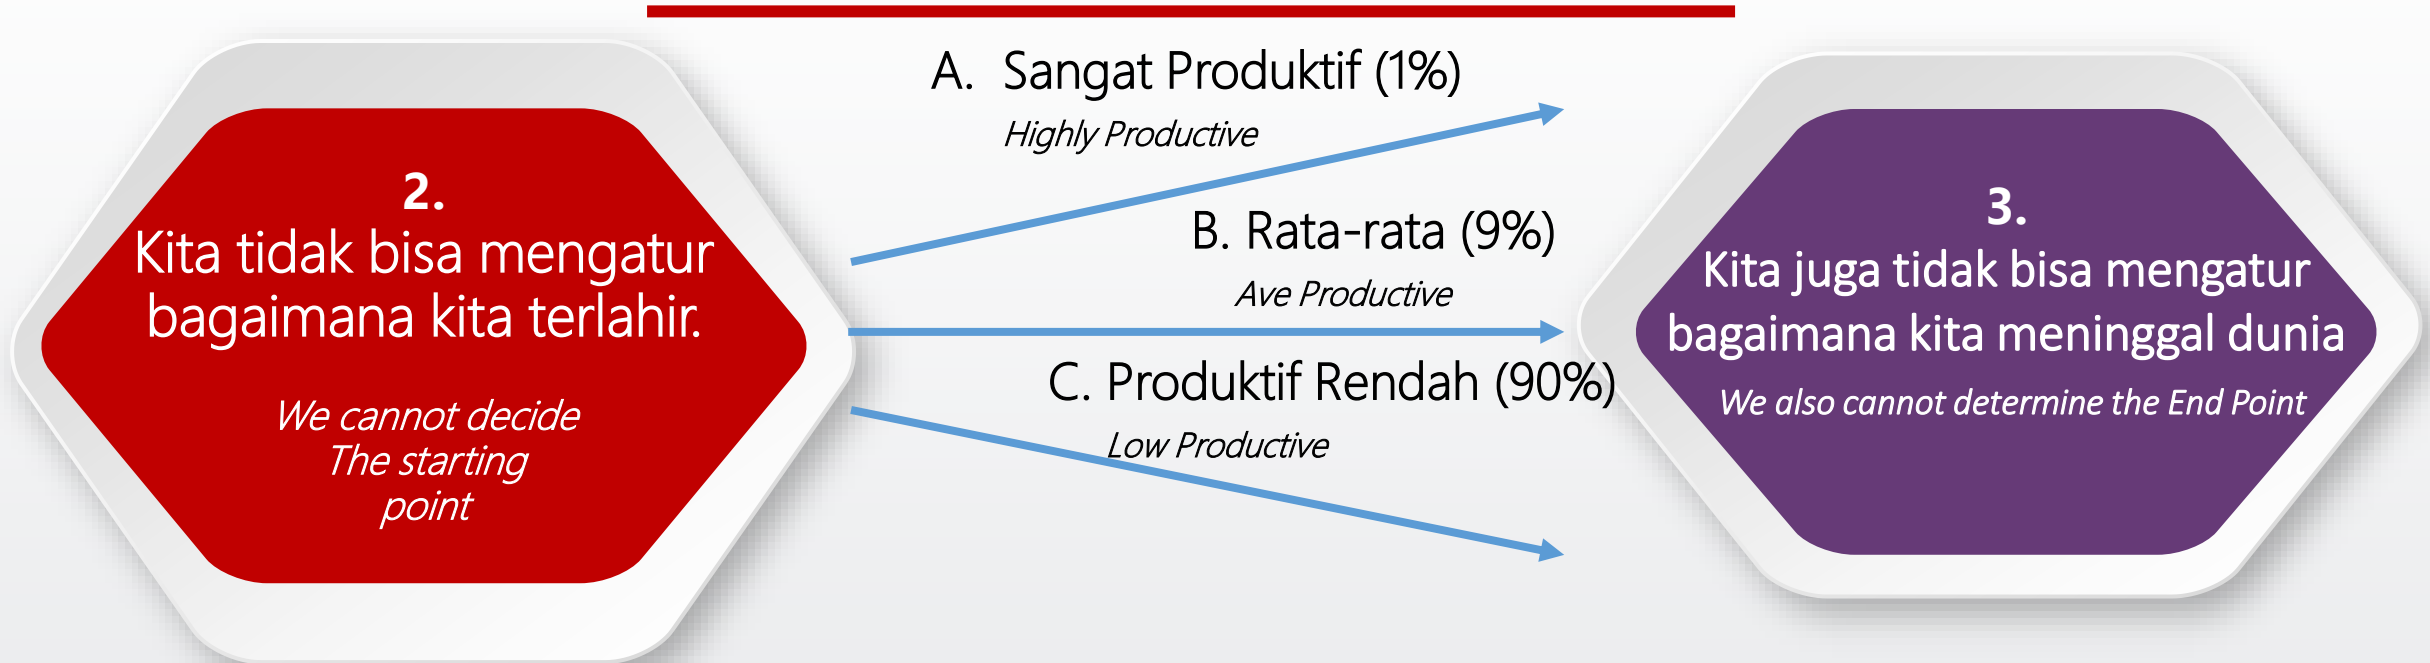 2.
Kita tidak bisa mengatur
bagaimana kita terlahir.
We cannot decide
The starting
point
A. Sangat Produktif (1%)
Highly Productive
B. Rata-rata (9%)
Ave Productive
C. Produktif Rendah (90%)
Low Productive
3.
Kita juga tidak bisa mengatur
bagaimana kita meninggal dunia
We also cannot determine the End Point